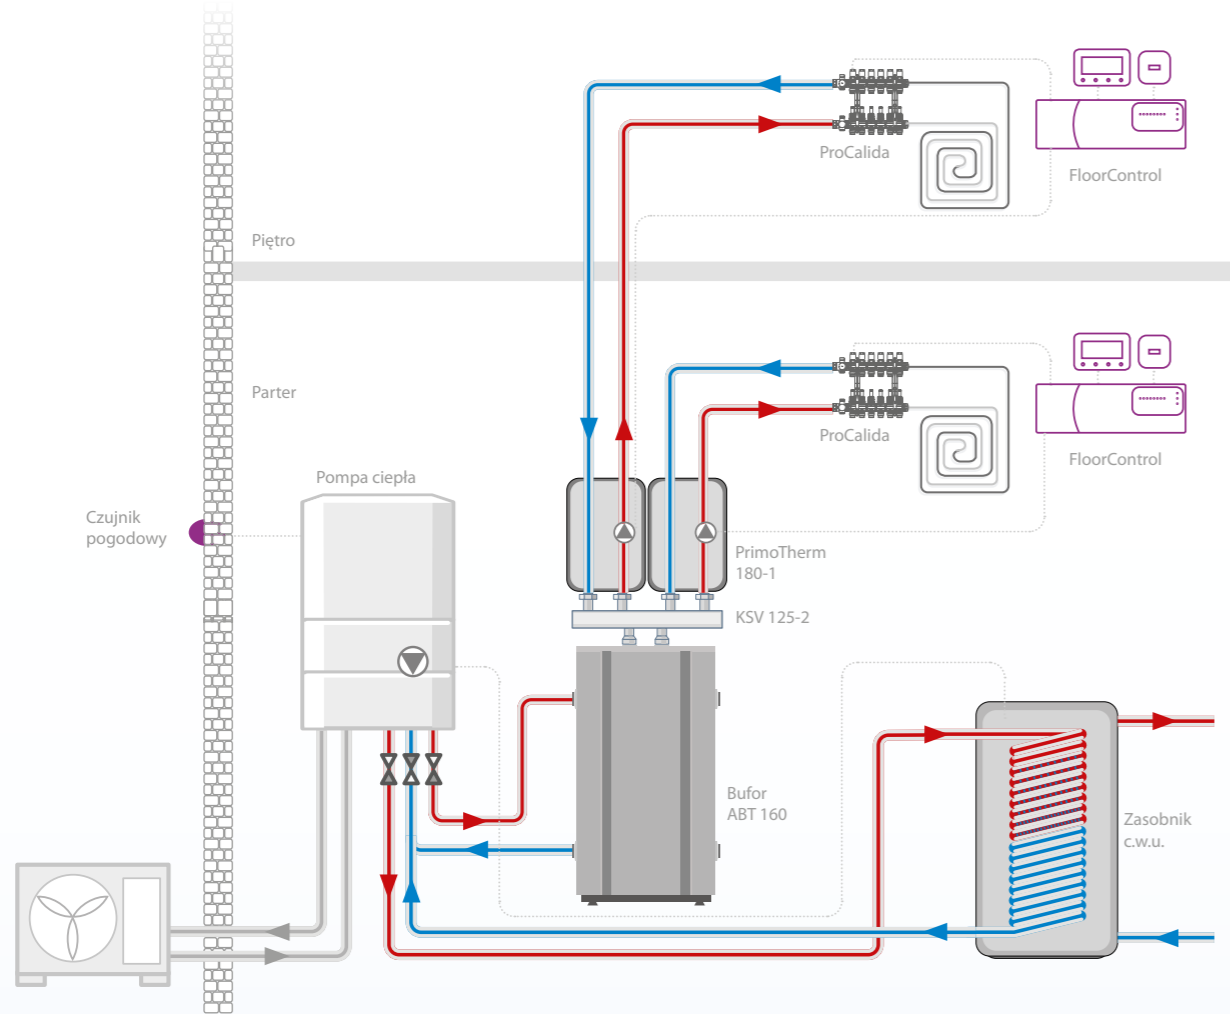 ProCalida
FloorControl
Piętro
Parter
ProCalida
FloorControl
Pompa ciepła
Czujnik
pogodowy
PrimoTherm
180-1
KSV 125-2
Bufor
ABT 160
Zasobnik
c.w.u.